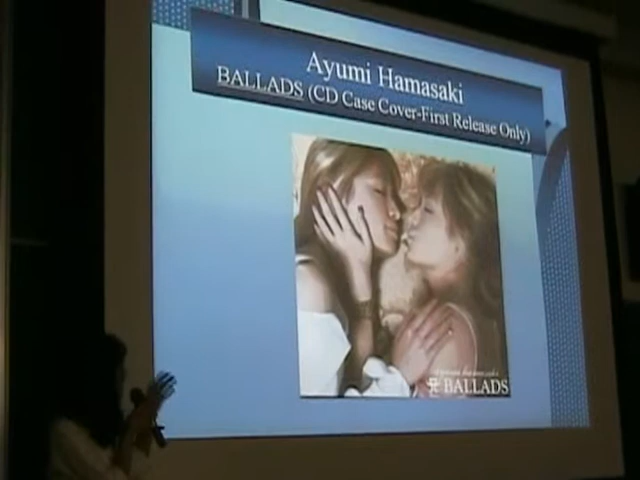 Ayumi Hamasaki
BALLADS (CD Case Cover-First Release Only)
BALLADS